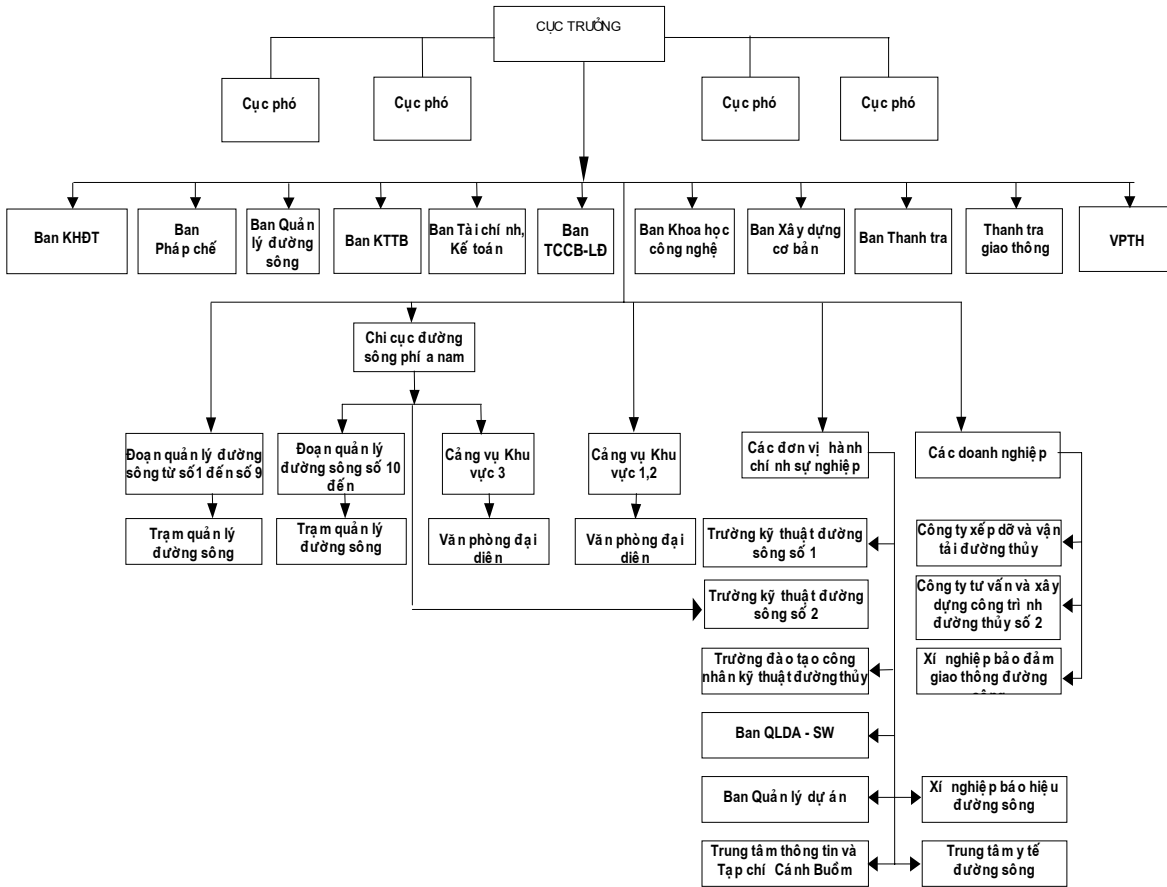 CỤC TRƯỞNG
Cục phó
Cục phó
Cục phó
Cục phó
Ban KHĐT
Ban
Pháp chế
Ban Quản
lý đường
sông
Ban KTTB
Ban Tài chính,
Kế toán
Ban
TCCB-LĐ
Ban Khoa học
công nghệ
Ban Xây dựng
cơ bản
Ban Thanh tra
Thanh tra
giao thông
VPTH
Chi cục đường
sông phía nam
Đoạn quản lý đường
sông từ số1 đến số 9
Đoạn quản lý
đường sông số 10
đến
Cảng vụ Khu
vực 3
Cảng vụ Khu
vực 1,2
Các đơn vị hành
chính sự nghiệp
Các doanh nghiệp
Trạm quản lý
đường sông
Trạm quản lý
đường sông
Văn phòng đại
diên
Văn phòng đại
diên
Trường kỹ thuật đường
sông số 1
Công ty xếp dỡ và vận
tải đường thủy
Trường kỹ thuật đường
sông số 2
Công ty tư vấn và xây
dựng công trình
đường thủy số 2
Trường đào tạo công
nhân kỹ thuật đường thủy
Xí nghiệp bảo đảm
giao thông đường
Ban QLDA - SW
Ban Quản lý dự án
Xí nghiệp báo hiệu
đường sông
Trung tâm thông tin và
Tạp chí Cánh Buồm
Trung tâm y tế
đường sông